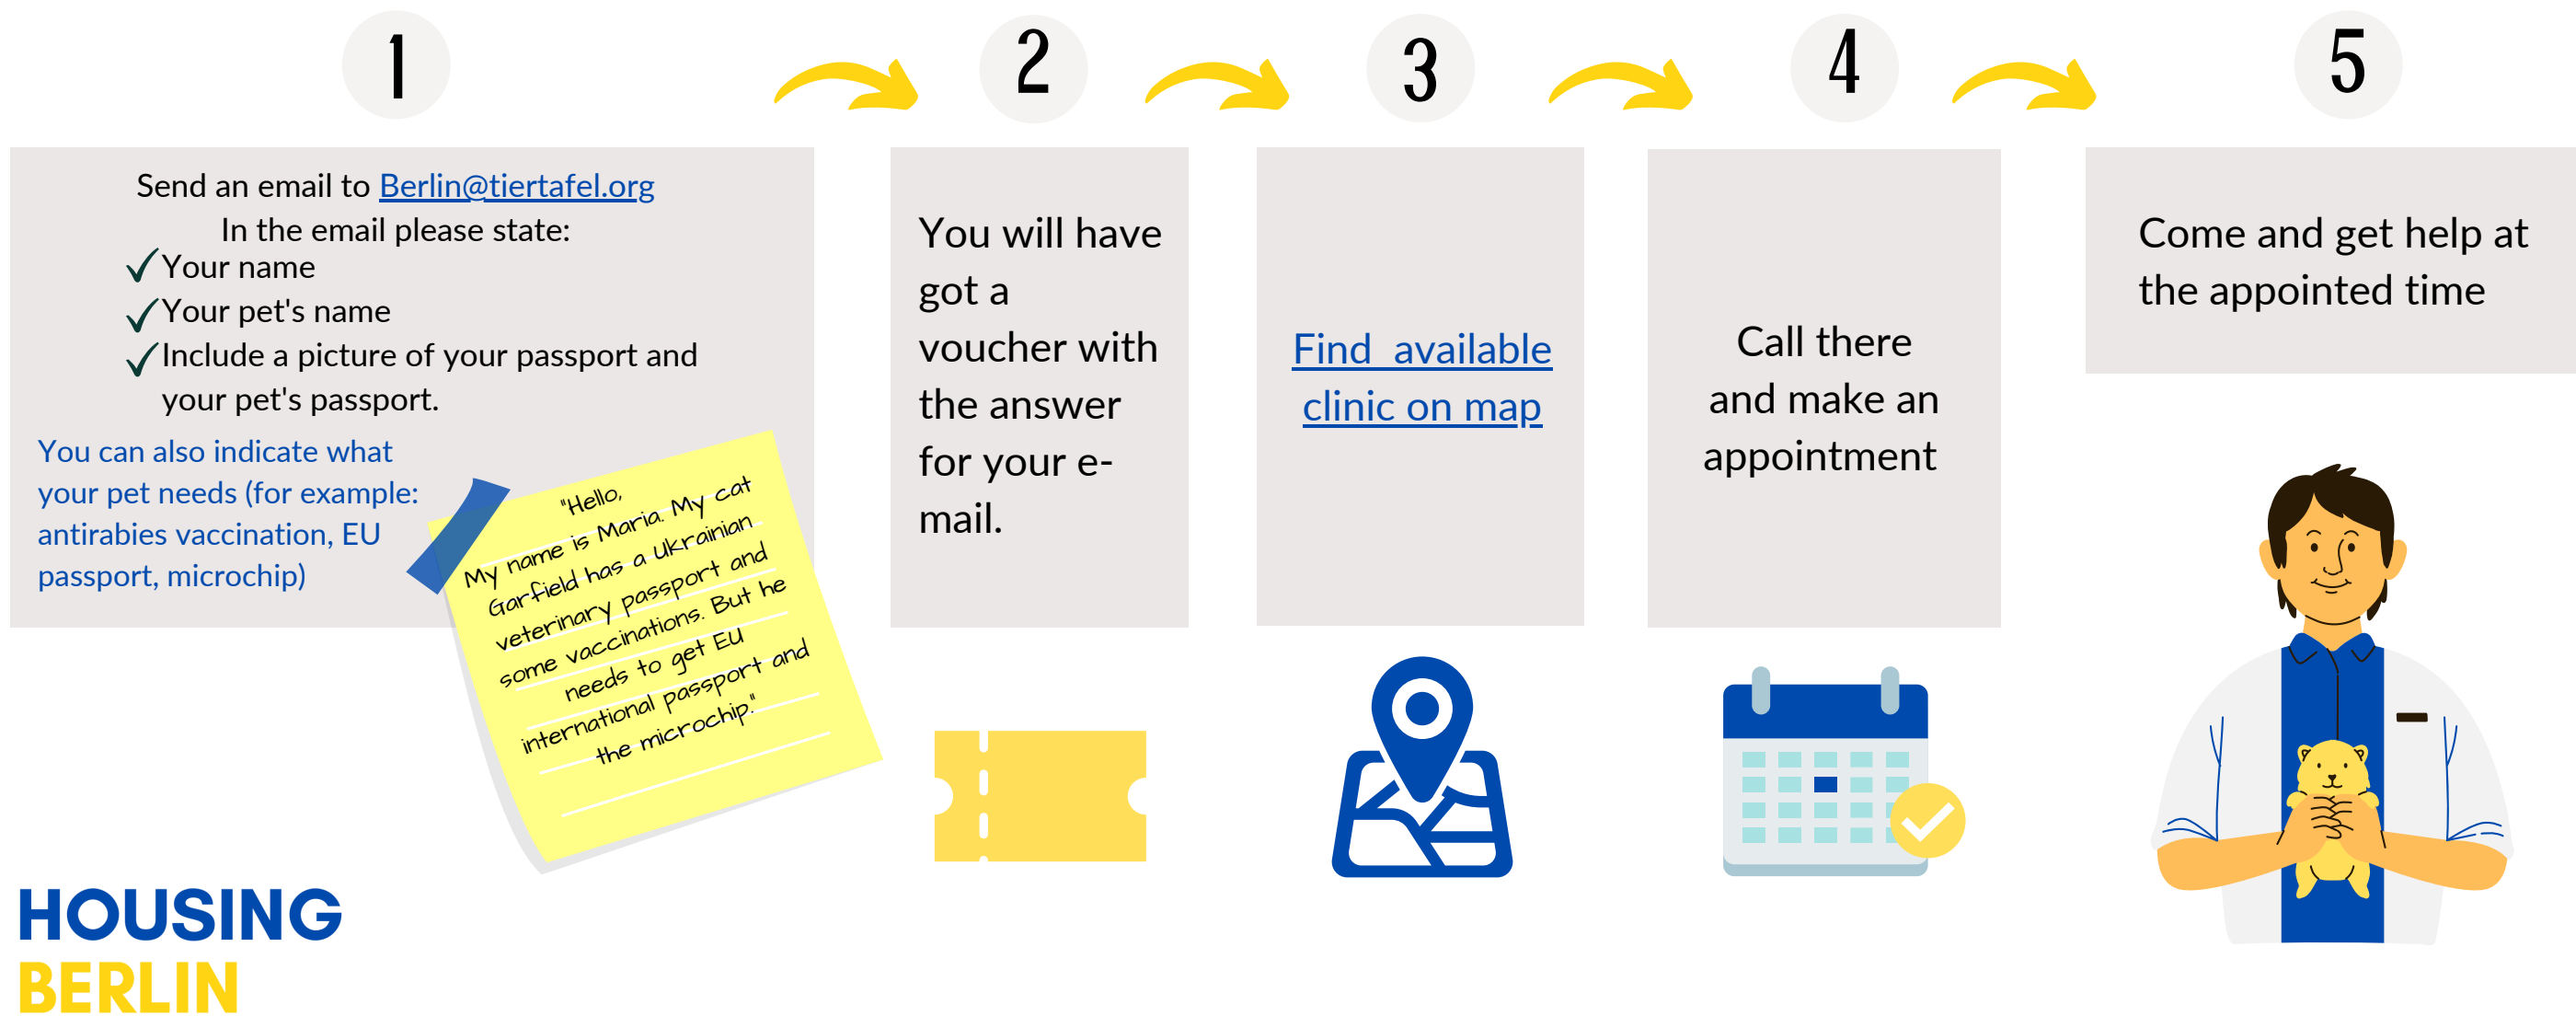 1
Send an email to Berlin@tiertafel.org
In the email please state:
Your name
Your pet's name
Include a picture of your passport and
your pet's passport.
You can also indicate what
your pet needs (for example:
antirabies vaccination, EU
passport, microchip)
"Hello,
My name is Maria. My cat
Garfield has a Ukrainian
veterinary passport and
some vaccinations. But he
needs to get EU
international passport and
the microchip."
2
You will have
got a
voucher with
the answer
for your e-
mail.
3
Find available
clinic on map
4
Call there
and make an
appointment
5
Come and get help at
the appointed time
HOUSING
BERLIN